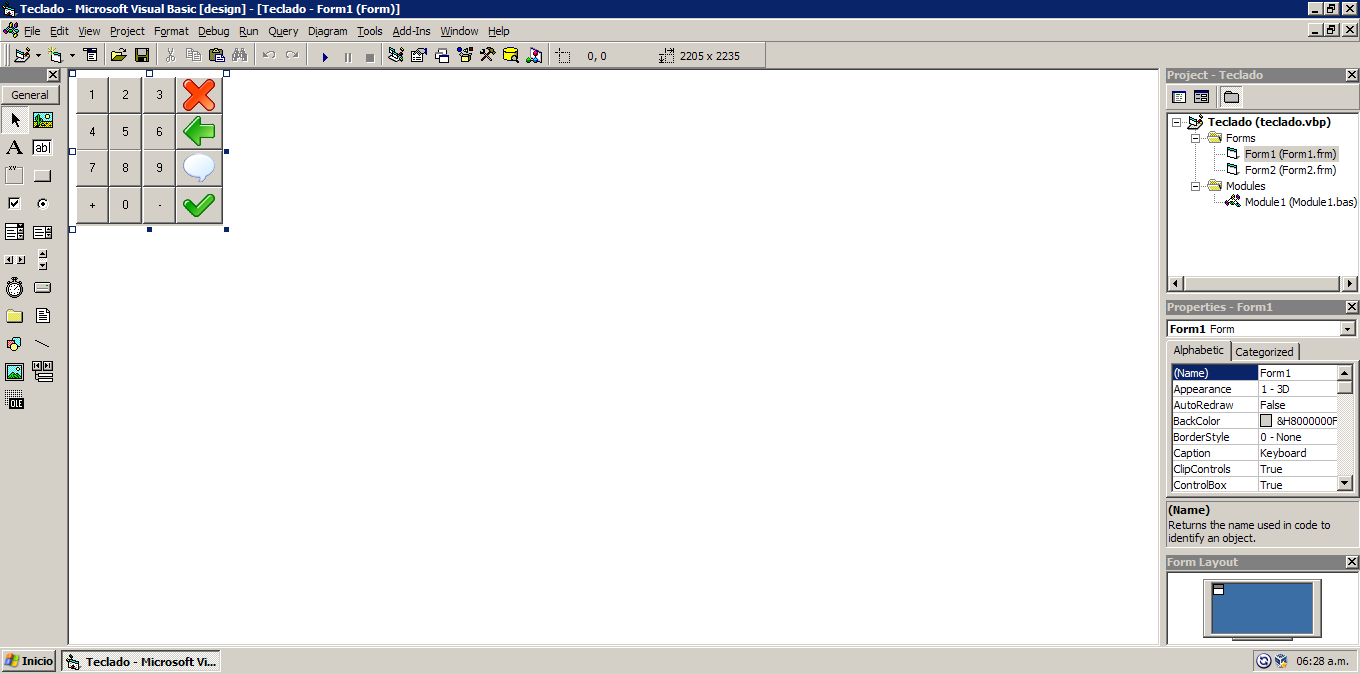 Teclado - Microsoft Visual Basic [design] - [Teclado - Form1 (Form)]
File Edit View Project Format Debug Run Query Diagram Tools Add-Ins Window Help
0, 0 2205 x 2235
General
A abl
xv
OLE
1 2 3
4 5 6
7 8 9
+ 0 -
Project - Teclado
Teclado (teclado.vbp)
Forms
Form1 (Form1.frm)
Form2 (Form2.frm)
Modules
Module1 (Module1.bas)
Properties - Form1
Form1 Form
Alphabetic Categorized
(Name) Form1
Appearance 1 - 3D
AutoRedraw False
BackColor &H8000000F
BorderStyle 0 - None
Caption Keyboard
ClipControls True
ControlBox True
(Name)
Returns the name used in code to
identify an object.
Form Layout
Inicio Teclado - Microsoft Vi... 06:28 a.m.